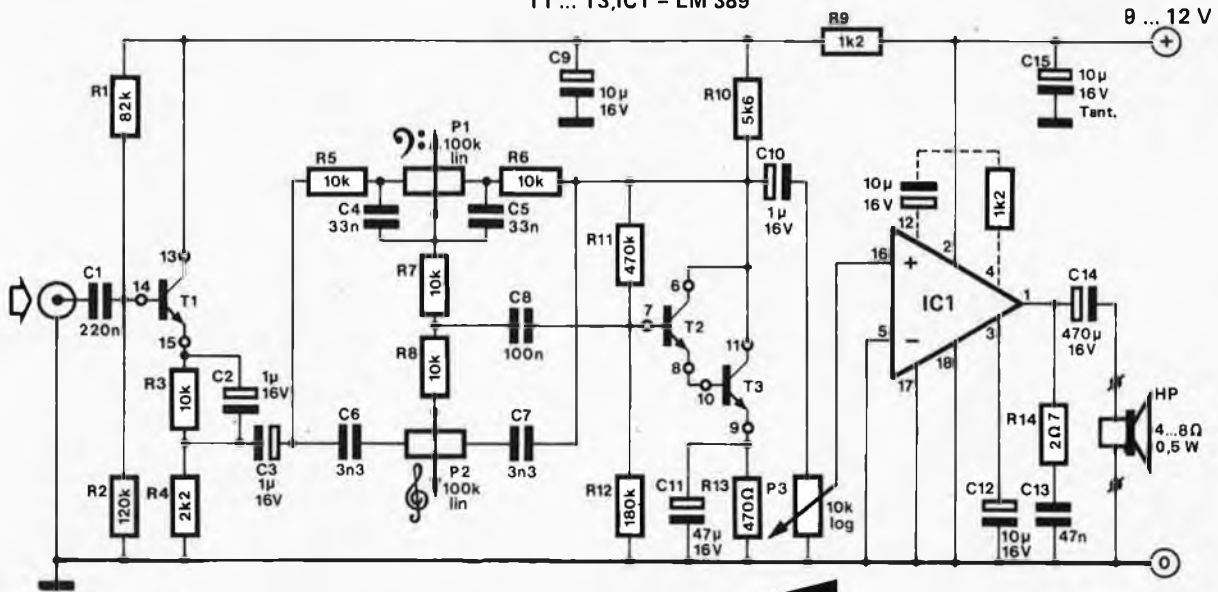 T1 ... T3,IC1 = LM 389
9 ... 12 V
+
R9
1k2
C9
10µ
16V
C15
10µ
16V
Tant.
R1
82k
R10
5k6
P1
100k
lin
R5
10k
R6
10k
C10
1µ
16V
10µ
16V
1k2
C4
33n
C5
33n
12
2
4
R11
470k
16
+
C14
470µ
16V
13
C1
220n
14
T1
15
R7
10k
C8
100n
6
7
T2
8
11
10
T3
9
IC1
1
5
−
3
18
17
R3
10k
C2
1µ
16V
R8
10k
HP
4...8Ω
0,5 W
R14
2Ω7
C6
3n3
C7
3n3
C3
1µ
16V
P2
100k
lin
R2
120k
R4
2k2
R12
180k
C11
47µ
16V
R13
470Ω
P3
10k
log
C12
10µ
16V
C13
47n
0